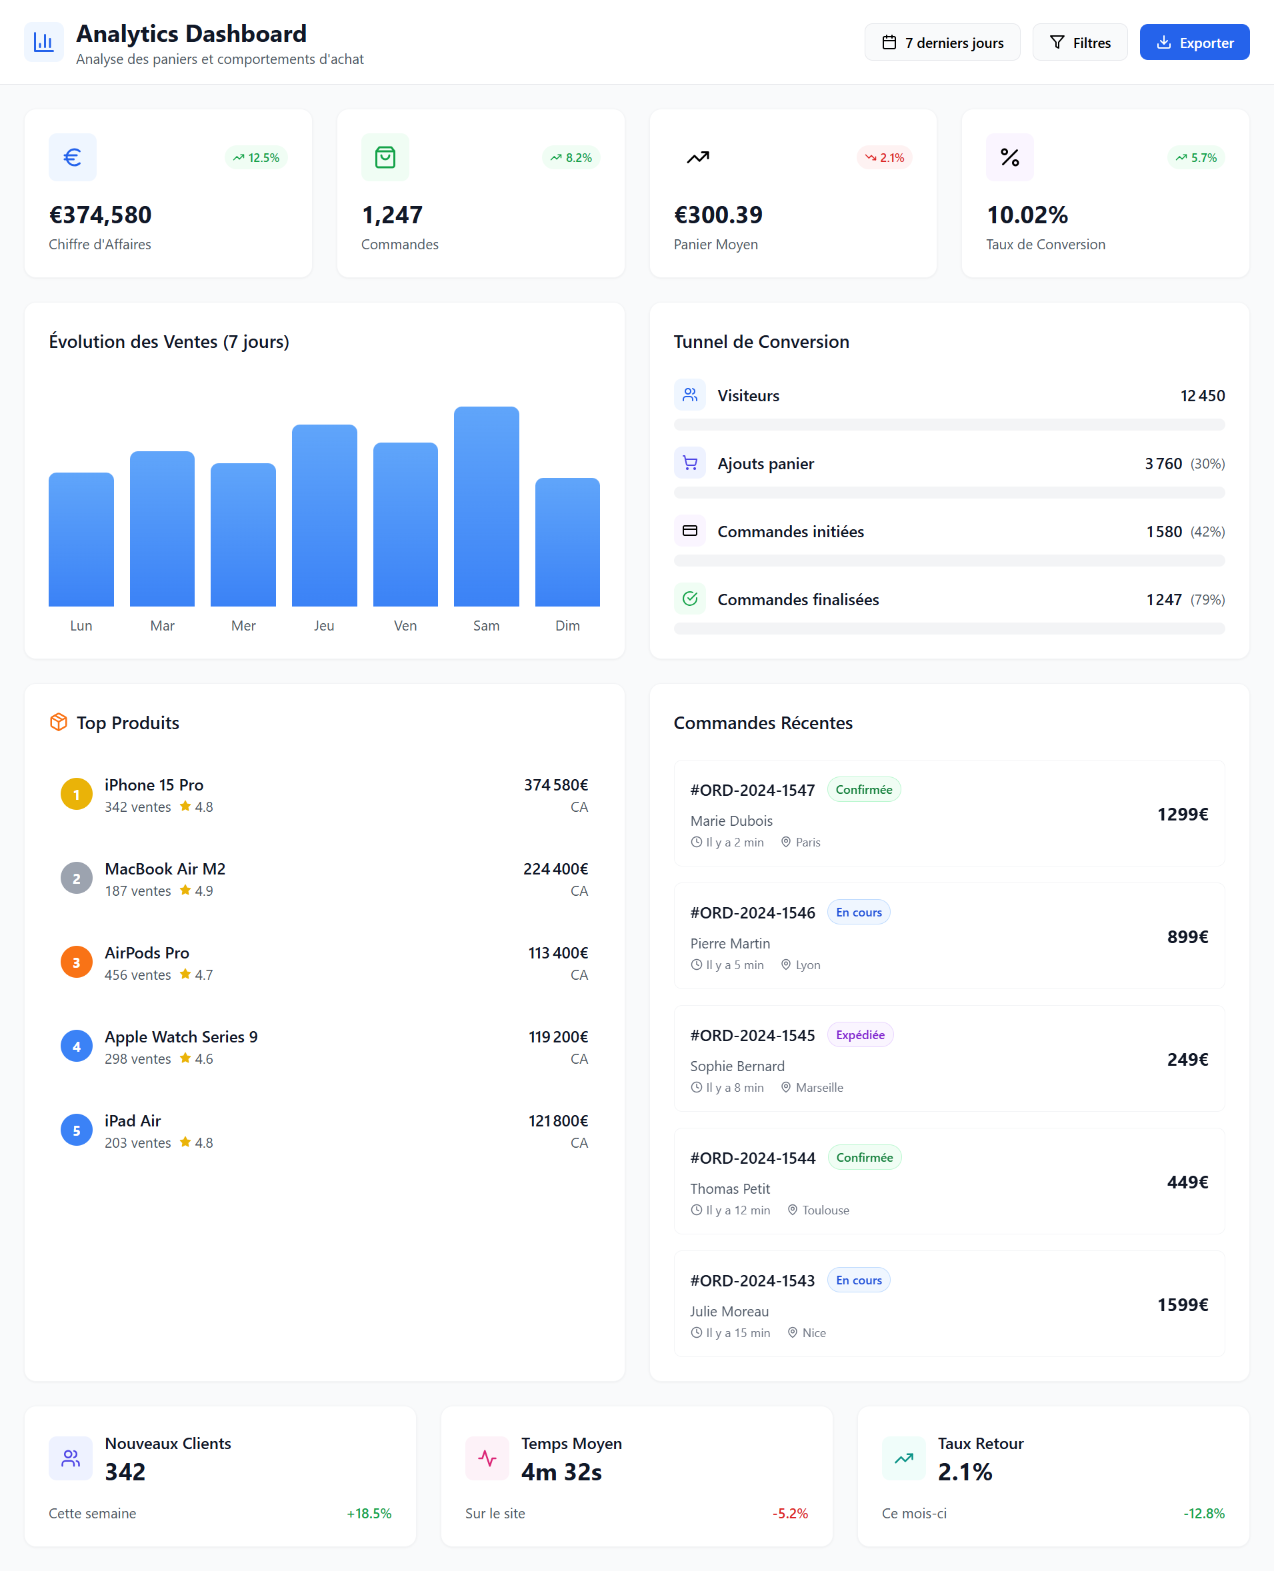 Analytics Dashboard
Analyse des paniers et comportements d'achat
7 derniers jours
Filtres
Exporter
12.5%
€374,580
Chiffre d'Affaires
8.2%
1,247
Commandes
2.1%
€300.39
Panier Moyen
5.7%
10.02%
Taux de Conversion
Évolution des Ventes (7 jours)
Lun Mar Mer Jeu Ven Sam Dim
Tunnel de Conversion
Visiteurs 12 450
Ajouts panier 3 760 (30%)
Commandes initiées 1 580 (42%)
Commandes finalisées 1 247 (79%)
Top Produits
1 iPhone 15 Pro 374 580€
342 ventes 4.8 CA
2 MacBook Air M2 224 400€
187 ventes 4.9 CA
3 AirPods Pro 113 400€
456 ventes 4.7 CA
4 Apple Watch Series 9 119 200€
298 ventes 4.6 CA
5 iPad Air 121 800€
203 ventes 4.8 CA
Commandes Récentes
#ORD-2024-1547 Confirmée
Marie Dubois
Il y a 2 min Paris
1299€
#ORD-2024-1546 En cours
Pierre Martin
Il y a 5 min Lyon
899€
#ORD-2024-1545 Expédiée
Sophie Bernard
Il y a 8 min Marseille
249€
#ORD-2024-1544 Confirmée
Thomas Petit
Il y a 12 min Toulouse
449€
#ORD-2024-1543 En cours
Julie Moreau
Il y a 15 min Nice
1599€
Nouveaux Clients
342
Cette semaine +18.5%
Temps Moyen
4m 32s
Sur le site -5.2%
Taux Retour
2.1%
Ce mois-ci -12.8%